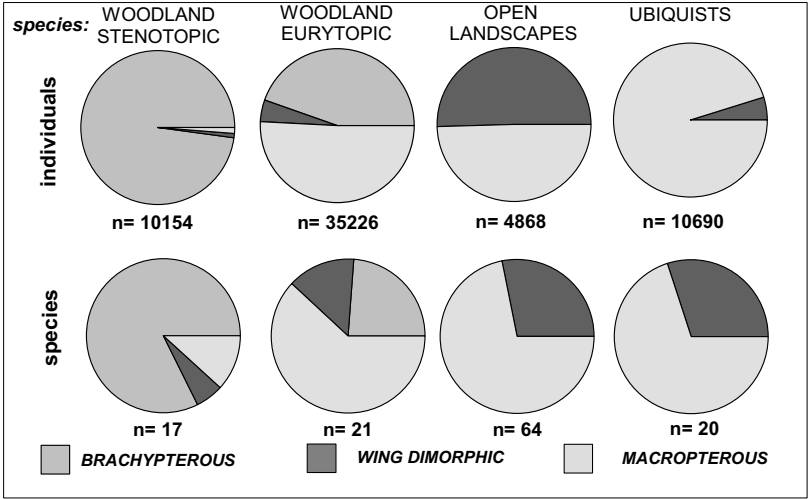 species: WOODLAND STENOTOPIC WOODLAND EURYTOPIC OPEN LANDSCAPES UBIQUISTS
individuals
n= 10154 n= 35226 n= 4868 n= 10690
species
n= 17 n= 21 n= 64 n= 20
BRACHYPTEROUS WING DIMORPHIC MACROPTEROUS